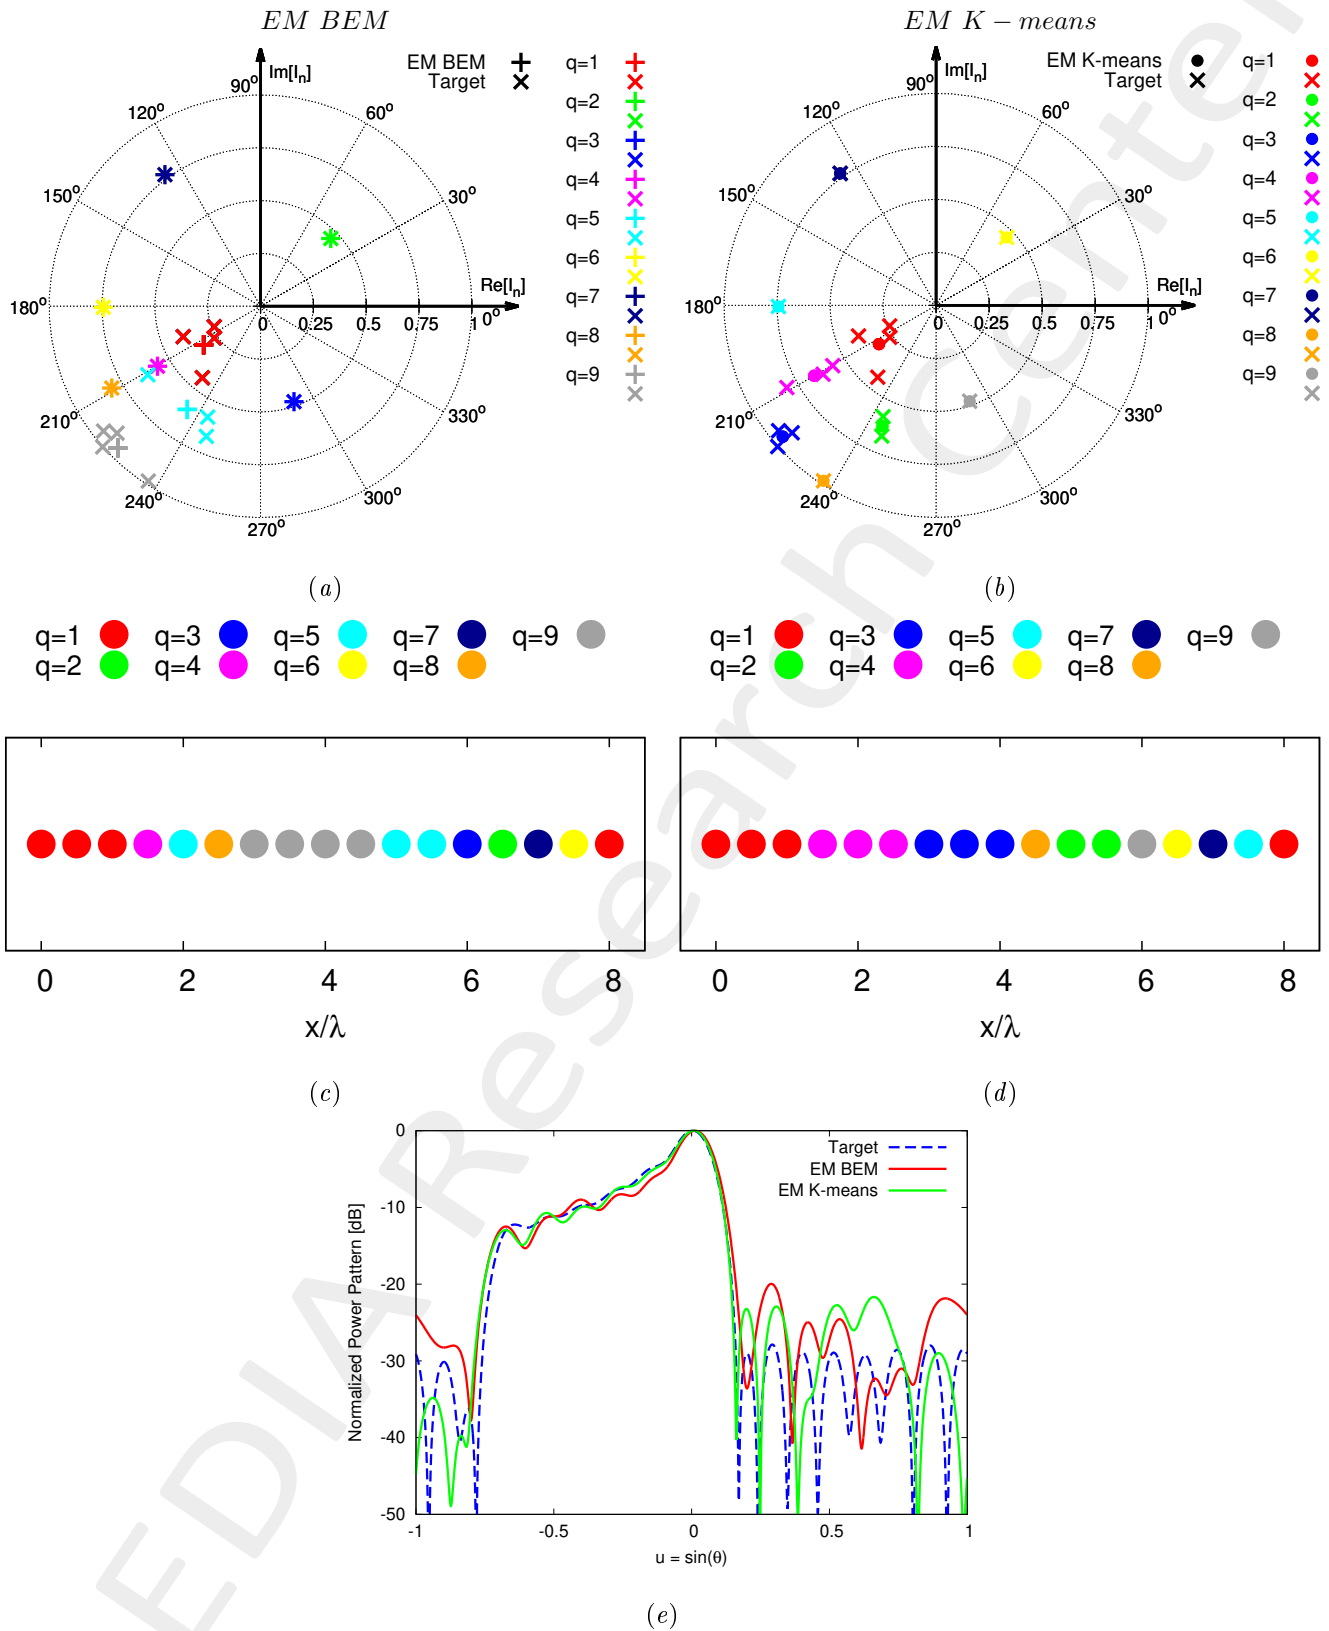 EM BEM
EM K − means
EM BEM
Target
q=1
q=2
q=3
q=4
q=5
q=6
q=7
q=8
q=9
Im[Iₙ]
Re[Iₙ]
90°
120°
60°
150°
30°
180°
0°
0 0.25 0.5 0.75 1
210°
330°
240°
300°
270°
(a)
EM K-means
Target
q=1
q=2
q=3
q=4
q=5
q=6
q=7
q=8
q=9
Im[Iₙ]
Re[Iₙ]
90°
120°
60°
150°
30°
180°
0°
0 0.25 0.5 0.75 1
210°
330°
240°
300°
270°
(b)
q=1 q=3 q=5 q=7 q=9
q=2 q=4 q=6 q=8
0 2 4 6 8
x/λ
(c)
q=1 q=3 q=5 q=7 q=9
q=2 q=4 q=6 q=8
0 2 4 6 8
x/λ
(d)
Target
EM BEM
EM K-means
Normalized Power Pattern [dB]
0
-10
-20
-30
-40
-50
-1 -0.5 0 0.5 1
u = sin(θ)
(e)
EDIA Research Center